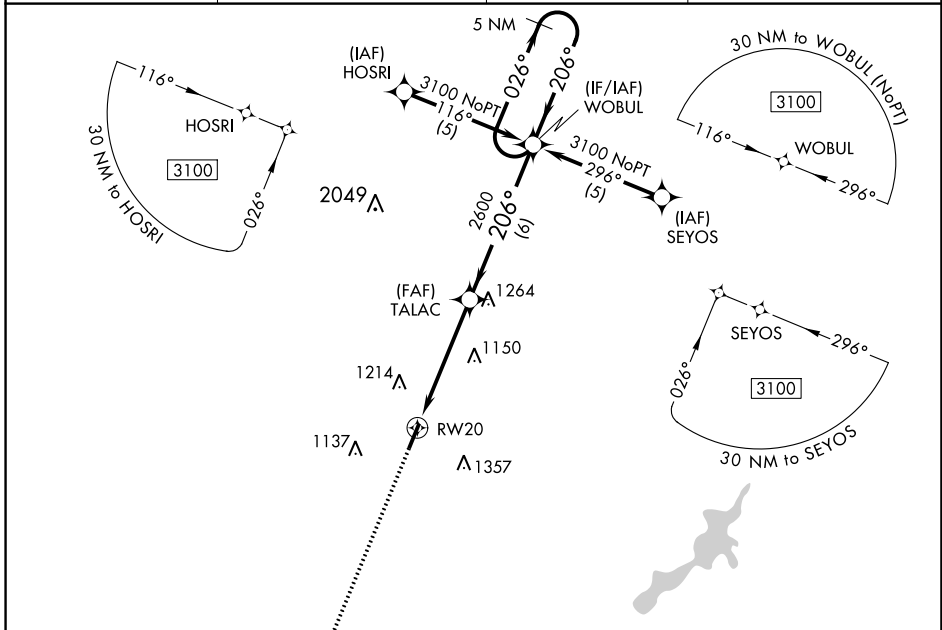 5 NM
026°
206°
(IAF)
HOSRI
3100 NoPT
116°
(5)
(IF/IAF)
WOBUL
3100 NoPT
296°
(5)
(IAF)
SEYOS
116°
HOSRI
3100
026°
30 NM to HOSRI
30 NM to WOBUL (NoPT)
3100
116°
WOBUL
296°
2049
2600
206°
(6)
(FAF)
TALAC
1264
1150
1214
RW20
1137
1357
SEYOS
296°
026°
3100
30 NM to SEYOS